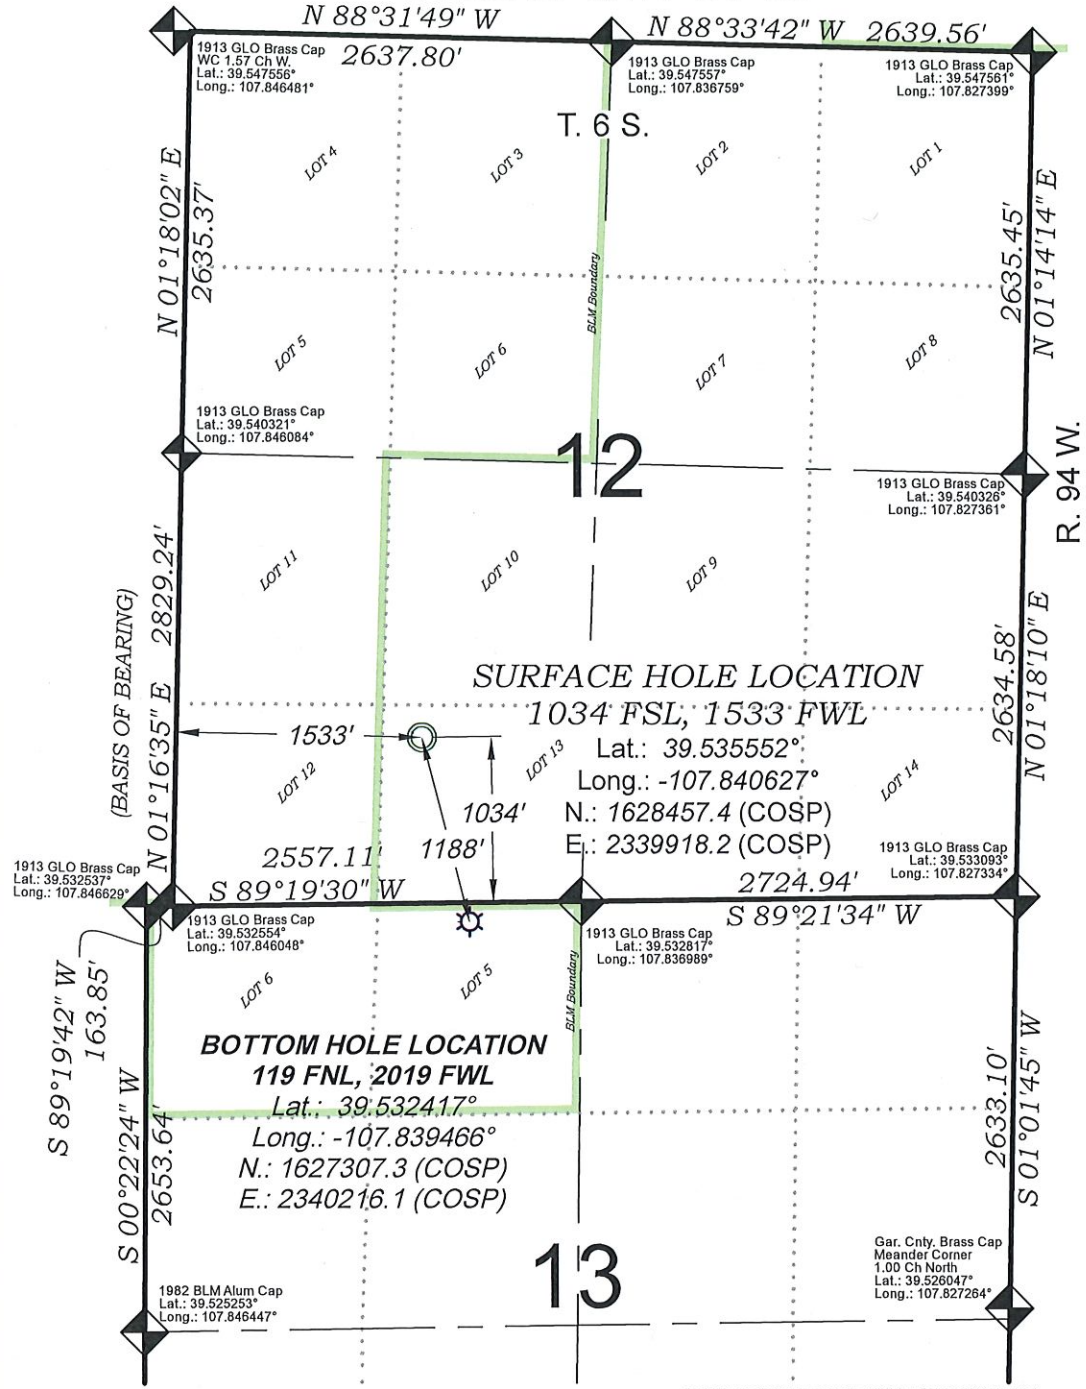 N 88°31'49" W
2637.80'
N 88°33'42" W 2639.56'
1913 GLO Brass Cap
WC 1.57 Ch W.
Lat.: 39.547556°
Long.: 107.846481°
1913 GLO Brass Cap
Lat.: 39.547557°
Long.: 107.836759°
1913 GLO Brass Cap
Lat.: 39.547561°
Long.: 107.827399°
T. 6 S.
LOT 4
LOT 3
LOT 2
LOT 1
N 01°18'02" E
2635.37'
2635.45'
N 01°14'14" E
BLM Boundary
LOT 5
LOT 6
LOT 7
LOT 8
1913 GLO Brass Cap
Lat.: 39.540321°
Long.: 107.846084°
12
1913 GLO Brass Cap
Lat.: 39.540326°
Long.: 107.827361°
R. 94 W.
LOT 11
LOT 10
LOT 9
(BASIS OF BEARING)
N 01°16'35" E 2829.24'
2634.58'
N 01°18'10" E
SURFACE HOLE LOCATION
1034 FSL, 1533 FWL
Lat.: 39.535552°
Long.: -107.840627°
N.: 1628457.4 (COSP)
E.: 2339918.2 (COSP)
1533'
LOT 12
LOT 13
LOT 14
1034'
1188'
2557.11'
S 89°19'30" W
2724.94'
S 89°21'34" W
1913 GLO Brass Cap
Lat.: 39.533093°
Long.: 107.827334°
1913 GLO Brass Cap
Lat.: 39.532537°
Long.: 107.846629°
1913 GLO Brass Cap
Lat.: 39.532554°
Long.: 107.846048°
1913 GLO Brass Cap
Lat.: 39.532817°
Long.: 107.836989°
S 89°19'42" W
163.85'
LOT 6
LOT 5
BLM Boundary
BOTTOM HOLE LOCATION
119 FNL, 2019 FWL
Lat.: 39.532417°
Long.: -107.839466°
N.: 1627307.3 (COSP)
E.: 2340216.1 (COSP)
S 00°22'24" W
2653.64'
2633.10'
S 01°01'45" W
13
1982 BLM Alum Cap
Lat.: 39.525253°
Long.: 107.846447°
Gar. Cnty. Brass Cap
Meander Corner
1.00 Ch North
Lat.: 39.526047°
Long.: 107.827264°